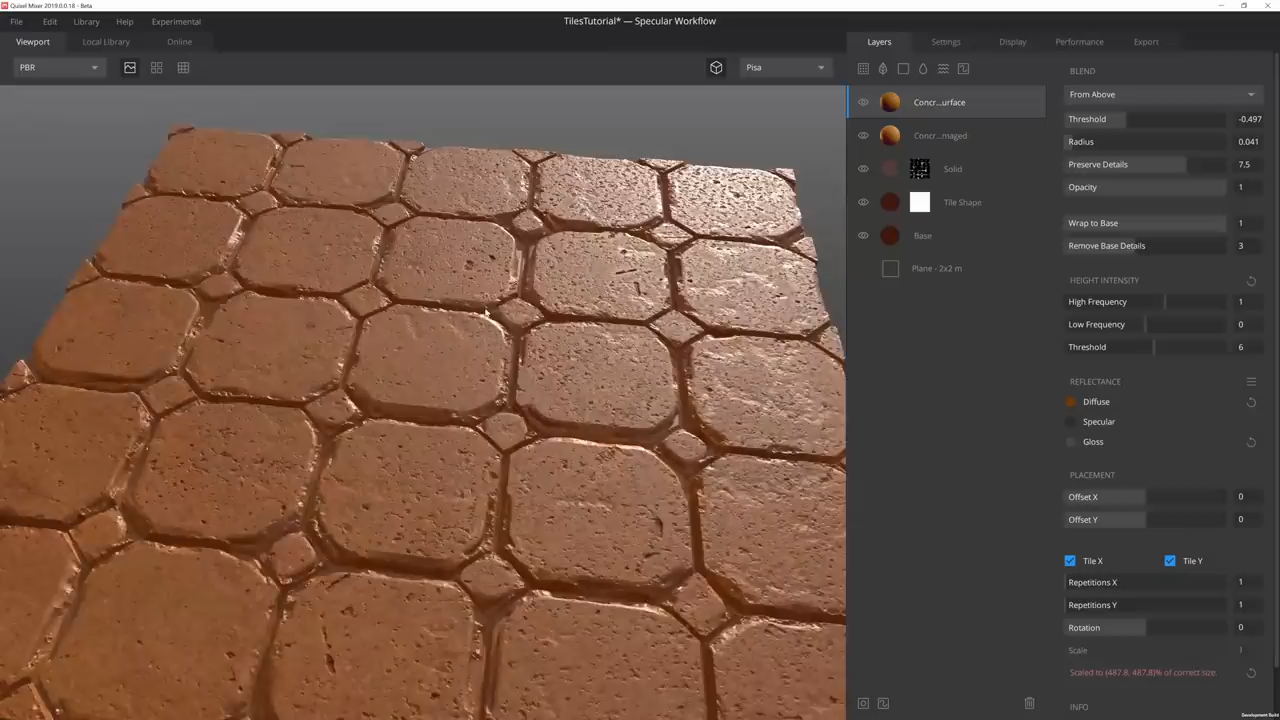 Quixel Mixer 2019.0.0.18 - Beta
File Edit Library Help Experimental
TilesTutorial* — Specular Workflow
Viewport Local Library Online
Layers Settings Display Performance Export
PBR
Pisa
Concr...urface
Concr...maged
Solid
Tile Shape
Base
Plane - 2x2 m
BLEND
From Above
Threshold -0.497
Radius 0.041
Preserve Details 7.5
Opacity 1
Wrap to Base 1
Remove Base Details 3
HEIGHT INTENSITY
High Frequency 1
Low Frequency 0
Threshold 6
REFLECTANCE
Diffuse
Specular
Gloss
PLACEMENT
Offset X 0
Offset Y 0
Tile X Tile Y
Repetitions X 1
Repetitions Y 1
Rotation 0
Scale 1
Scaled to (487.8, 487.8)% of correct size.
INFO
Development Build